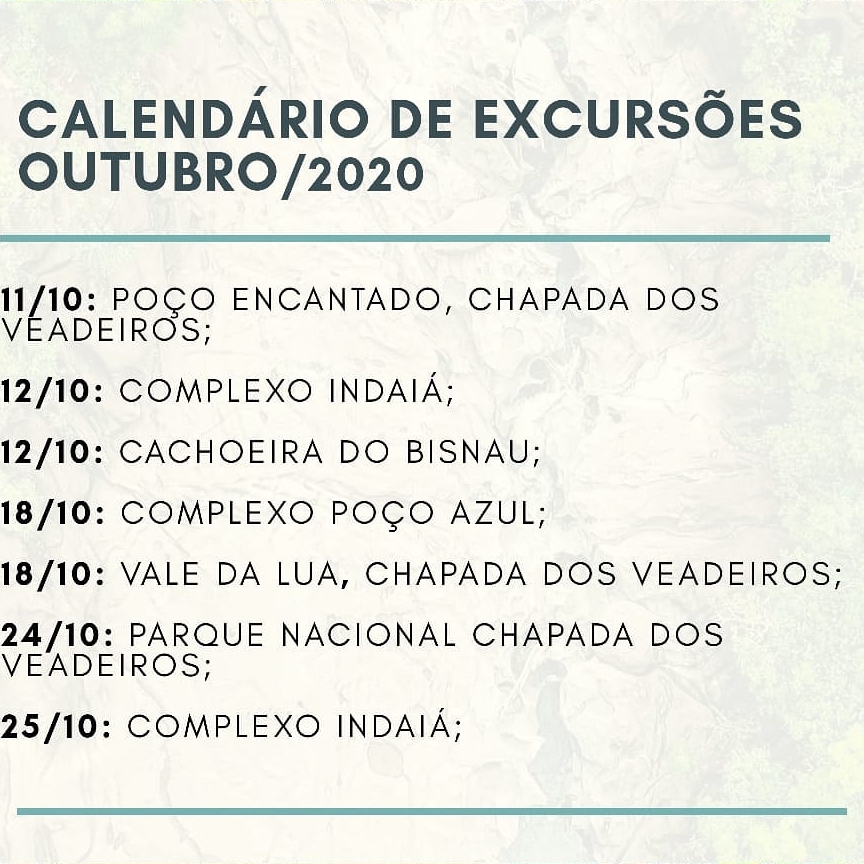 CALENDÁRIO DE EXCURSÕES
OUTUBRO/2020
11/10: POÇO ENCANTADO, CHAPADA DOS
VEADEIROS;
12/10: COMPLEXO INDAIÁ;
12/10: CACHOEIRA DO BISNAU;
18/10: COMPLEXO POÇO AZUL;
18/10: VALE DA LUA, CHAPADA DOS VEADEIROS;
24/10: PARQUE NACIONAL CHAPADA DOS
VEADEIROS;
25/10: COMPLEXO INDAIÁ;